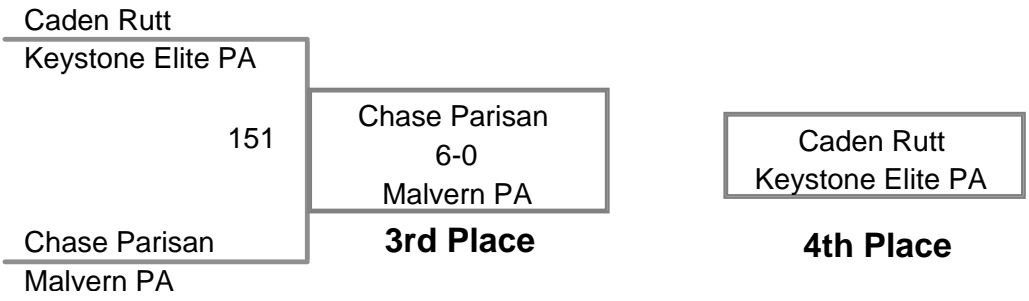 Caden Rutt
Keystone Elite PA
151
Chase Parisan
Malvern PA
Chase Parisan
6-0
Malvern PA
3rd Place
Caden Rutt
Keystone Elite PA
4th Place